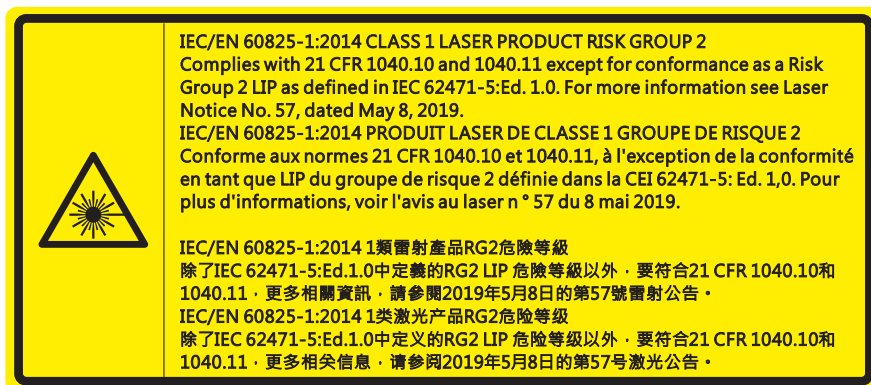 IEC/EN 60825-1:2014 CLASS 1 LASER PRODUCT RISK GROUP 2
Complies with 21 CFR 1040.10 and 1040.11 except for conformance as a Risk
Group 2 LIP as defined in IEC 62471-5:Ed. 1.0. For more information see Laser
Notice No. 57, dated May 8, 2019.
IEC/EN 60825-1:2014 PRODUIT LASER DE CLASSE 1 GROUPE DE RISQUE 2
Conforme aux normes 21 CFR 1040.10 et 1040.11, à l'exception de la conformité
en tant que LIP du groupe de risque 2 définie dans la CEI 62471-5: Ed. 1,0. Pour
plus d'informations, voir l'avis au laser n ° 57 du 8 mai 2019.
IEC/EN 60825-1:2014 1類雷射產品RG2危險等級
除了IEC 62471-5:Ed.1.0中定義的RG2 LIP 危險等級以外，要符合21 CFR 1040.10和
1040.11，更多相關資訊，請參閱2019年5月8日的第57號雷射公告。
IEC/EN 60825-1:2014 1类激光产品RG2危险等级
除了IEC 62471-5:Ed.1.0中定义的RG2 LIP 危险等级以外，要符合21 CFR 1040.10和
1040.11，更多相关信息，请参阅2019年5月8日的第57号激光公告。